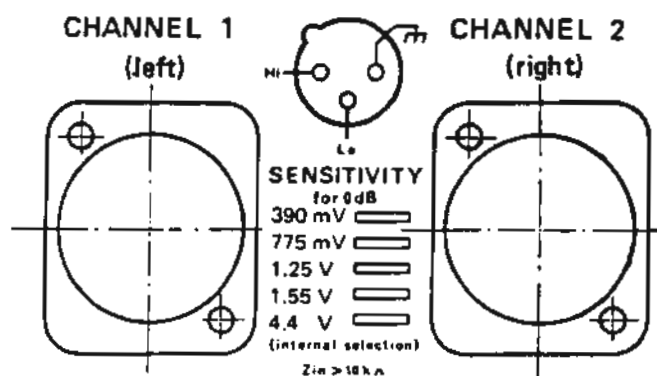 CHANNEL 1
(left)
CHANNEL 2
(right)
Hi
Lo
SENSITIVITY
for 0dB
390 mV
775 mV
1.25 V
1.55 V
4.4 V
(internal selection)
Zin > 10kΩ